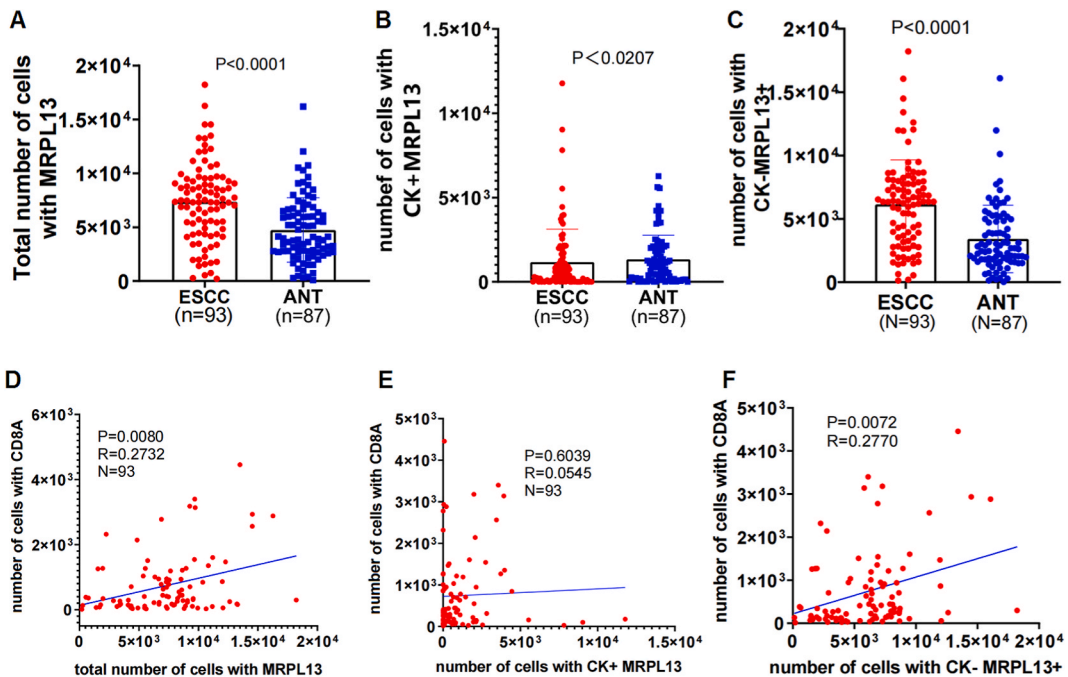 A
Total number of cells
with MRPL13
P<0.0001
2×10⁴
1.5×10⁴
1×10⁴
5×10³
0
ESCC
(n=93)
ANT
(n=87)
B
numbef of cells with
CK+MRPL13
P<0.0207
1.5×10⁴
1×10⁴
5×10³
0
ESCC
(n=93)
ANT
(n=87)
C
number of cells with
CK-MRPL13+
P<0.0001
2×10⁴
1.5×10⁴
1×10⁴
5×10³
0
ESCC
(N=93)
ANT
(N=87)
D
number of cells with CD8A
6×10³
4×10³
2×10³
0
P=0.0080
R=0.2732
N=93
0
5×10³
1×10⁴
1.5×10⁴
2×10⁴
total number of cells with MRPL13
E
number of cells with CD8A
5×10³
4×10³
3×10³
2×10³
1×10³
0
P=0.6039
R=0.0545
N=93
0
5×10³
1×10⁴
1.5×10⁴
number of cells with CK+ MRPL13
F
number of cells with CD8A
5×10³
4×10³
3×10³
2×10³
1×10³
0
P=0.0072
R=0.2770
0
5×10³
1×10⁴
1.5×10⁴
2×10⁴
number of cells with CK- MRPL13+